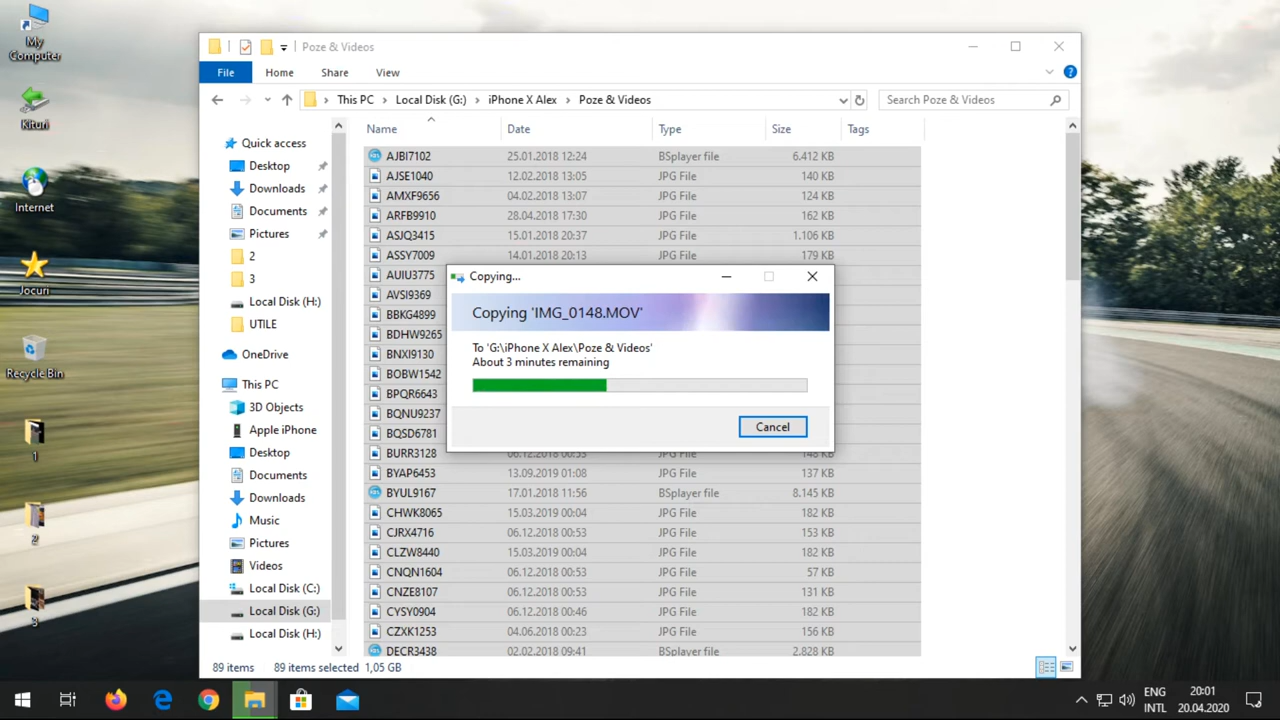 My
Computer
Kituri
Internet
Jocuri
Recycle Bin
1
2
3
Poze & Videos
File Home Share View
This PC Local Disk (G:) iPhone X Alex Poze & Videos
Search Poze & Videos
Quick access
Desktop
Downloads
Documents
Pictures
2
3
Local Disk (H:)
UTILE
OneDrive
This PC
3D Objects
Apple iPhone
Desktop
Documents
Downloads
Music
Pictures
Videos
Local Disk (C:)
Local Disk (G:)
Local Disk (H:)
Name Date Type Size Tags
AJBI7102 25.01.2018 12:24 BSplayer file 6.412 KB
AJSE1040 12.02.2018 13:05 JPG File 140 KB
AMXF9656 04.02.2018 13:07 JPG File 124 KB
ARFB9910 28.04.2018 17:30 JPG File 162 KB
ASJQ3415 15.01.2018 20:37 JPG File 1.106 KB
ASSY7009 14.01.2018 20:13 JPG File 179 KB
AUIU3775
AVSI9369
BBKG4899
BDHW9265
BNXI9130
BOBW1542
BPQR6643
BQNU9237
BQSD6781
BURR3128 06.12.2018 00:53 JPG File 148 KB
BYAP6453 13.09.2019 01:08 JPG File 137 KB
BYUL9167 17.01.2018 11:56 BSplayer file 8.145 KB
CHWK8065 15.03.2019 00:04 JPG File 182 KB
CJRX4716 06.12.2018 00:53 JPG File 153 KB
CLZW8440 15.03.2019 00:04 JPG File 182 KB
CNQN1604 06.12.2018 00:53 JPG File 57 KB
CNZE8107 06.12.2018 00:53 JPG File 131 KB
CYSY0904 06.12.2018 00:46 JPG File 182 KB
CZXK1253 04.06.2018 00:23 JPG File 156 KB
DECR3438 02.02.2018 09:41 BSplayer file 2.828 KB
Copying...
Copying 'IMG_0148.MOV'
To 'G:\iPhone X Alex\Poze & Videos'
About 3 minutes remaining
Cancel
89 items 89 items selected 1,05 GB
ENG
INTL
20:01
20.04.2020